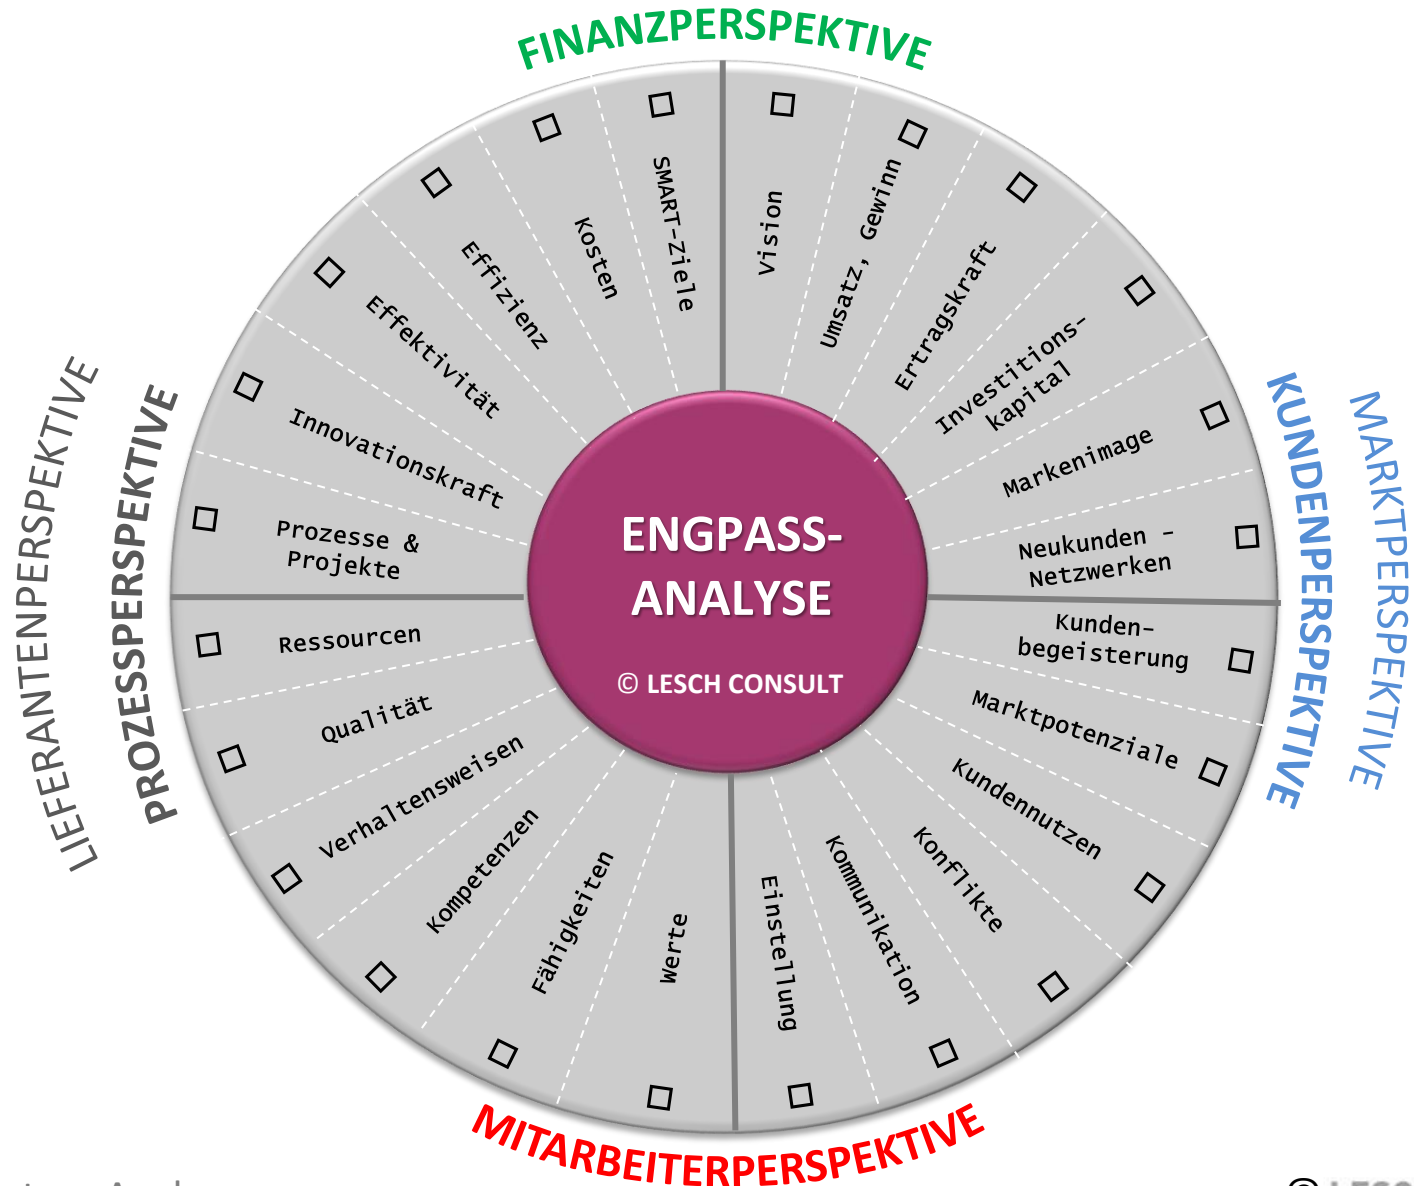 FINANZPERSPEKTIVE
Vision
Umsatz, Gewinn
Ertragskraft
Investitions-
kapital
Markenimage
Neukunden -
Netzwerken
Kunden-
begeisterung
Marktpotenziale
Kundennutzen
Konflikte
Kommunikation
Einstellung
Werte
Fähigkeiten
Kompetenzen
Verhaltensweisen
Qualität
Ressourcen
Prozesse &
Projekte
Innovationskraft
Effektivität
Effizienz
Kosten
SMART-Ziele
ENGPASS-
ANALYSE
© LESCH CONSULT
KUNDENPERSPEKTIVE
MARKTPERSPEKTIVE
MITARBEITERPERSPEKTIVE
PROZESSPERSPEKTIVE
LIEFERANTENPERSPEKTIVE